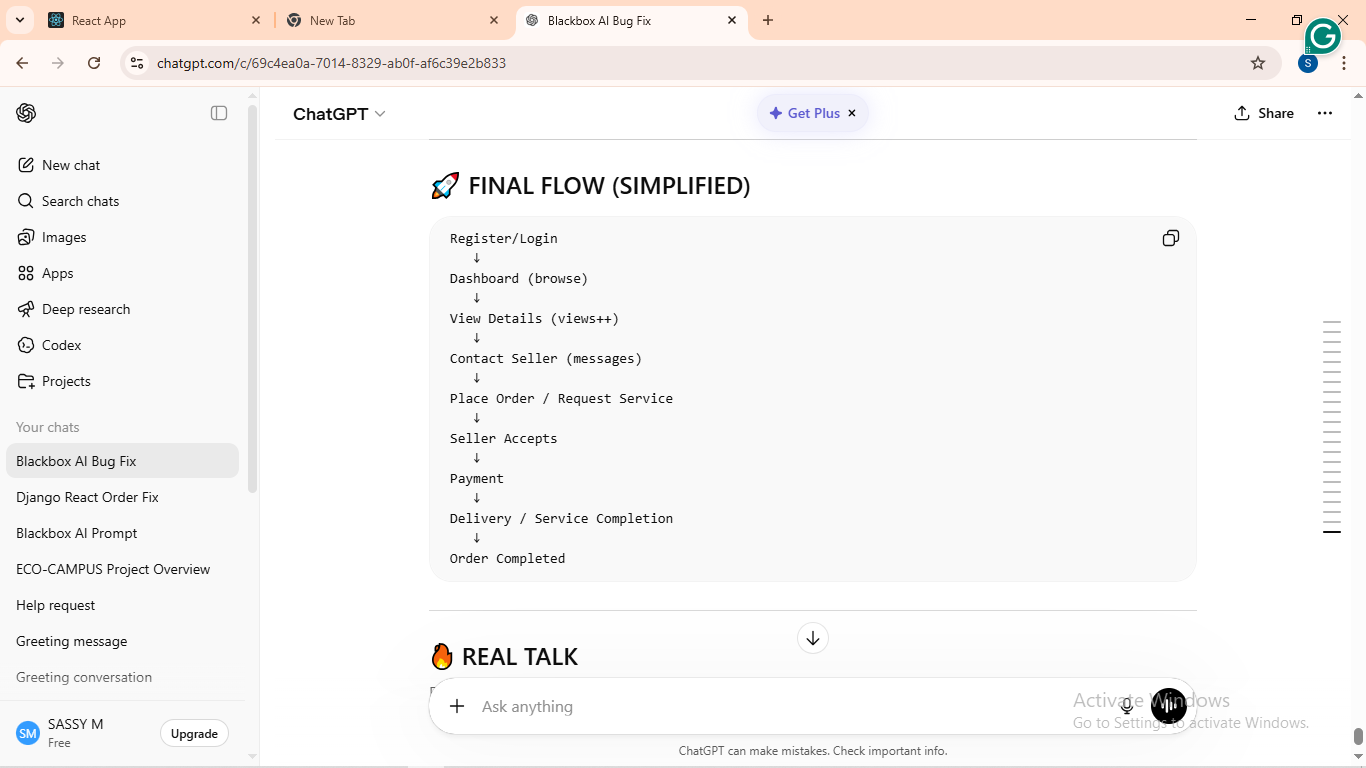 React App
New Tab
Blackbox AI Bug Fix
chatgpt.com/c/69c4ea0a-7014-8329-ab0f-af6c39e2b833
G
S
ChatGPT
Get Plus
Share
New chat
Search chats
Images
Apps
Deep research
Codex
Projects
Your chats
Blackbox AI Bug Fix
Django React Order Fix
Blackbox AI Prompt
ECO-CAMPUS Project Overview
Help request
Greeting message
Greeting conversation
SM
SASSY M
Free
Upgrade
🚀 FINAL FLOW (SIMPLIFIED)
Register/Login
↓
Dashboard (browse)
↓
View Details (views++)
↓
Contact Seller (messages)
↓
Place Order / Request Service
↓
Seller Accepts
↓
Payment
↓
Delivery / Service Completion
↓
Order Completed
🔥 REAL TALK
Ask anything
Activate Windows
Go to Settings to activate Windows.
ChatGPT can make mistakes. Check important info.